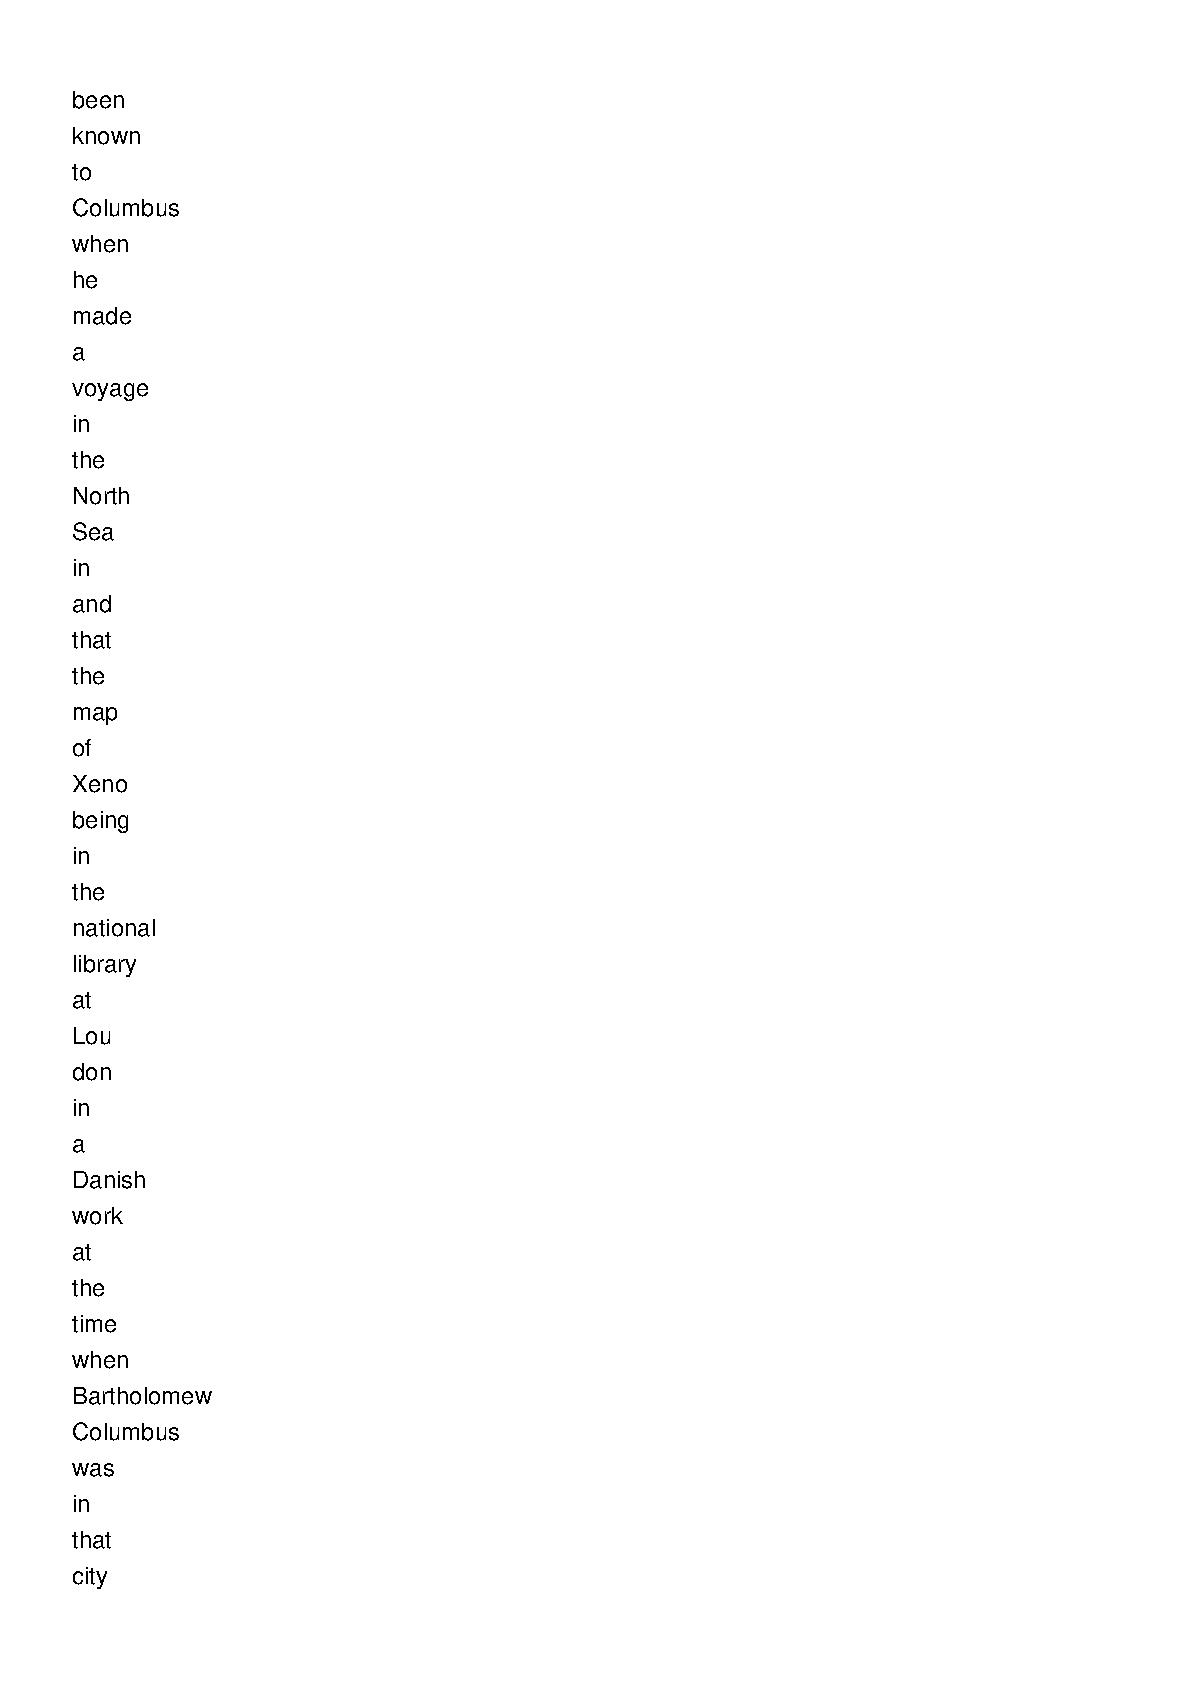 been
known
to
Columbus
when
he
made
a
voyage
in
the
North
Sea
in
and
that
the
map
of
Xeno
being
in
the
national
library
at
Lou
don
in
a
Danish
work
at
the
time
when
Bartholomew
Columbus
was
in
that
city